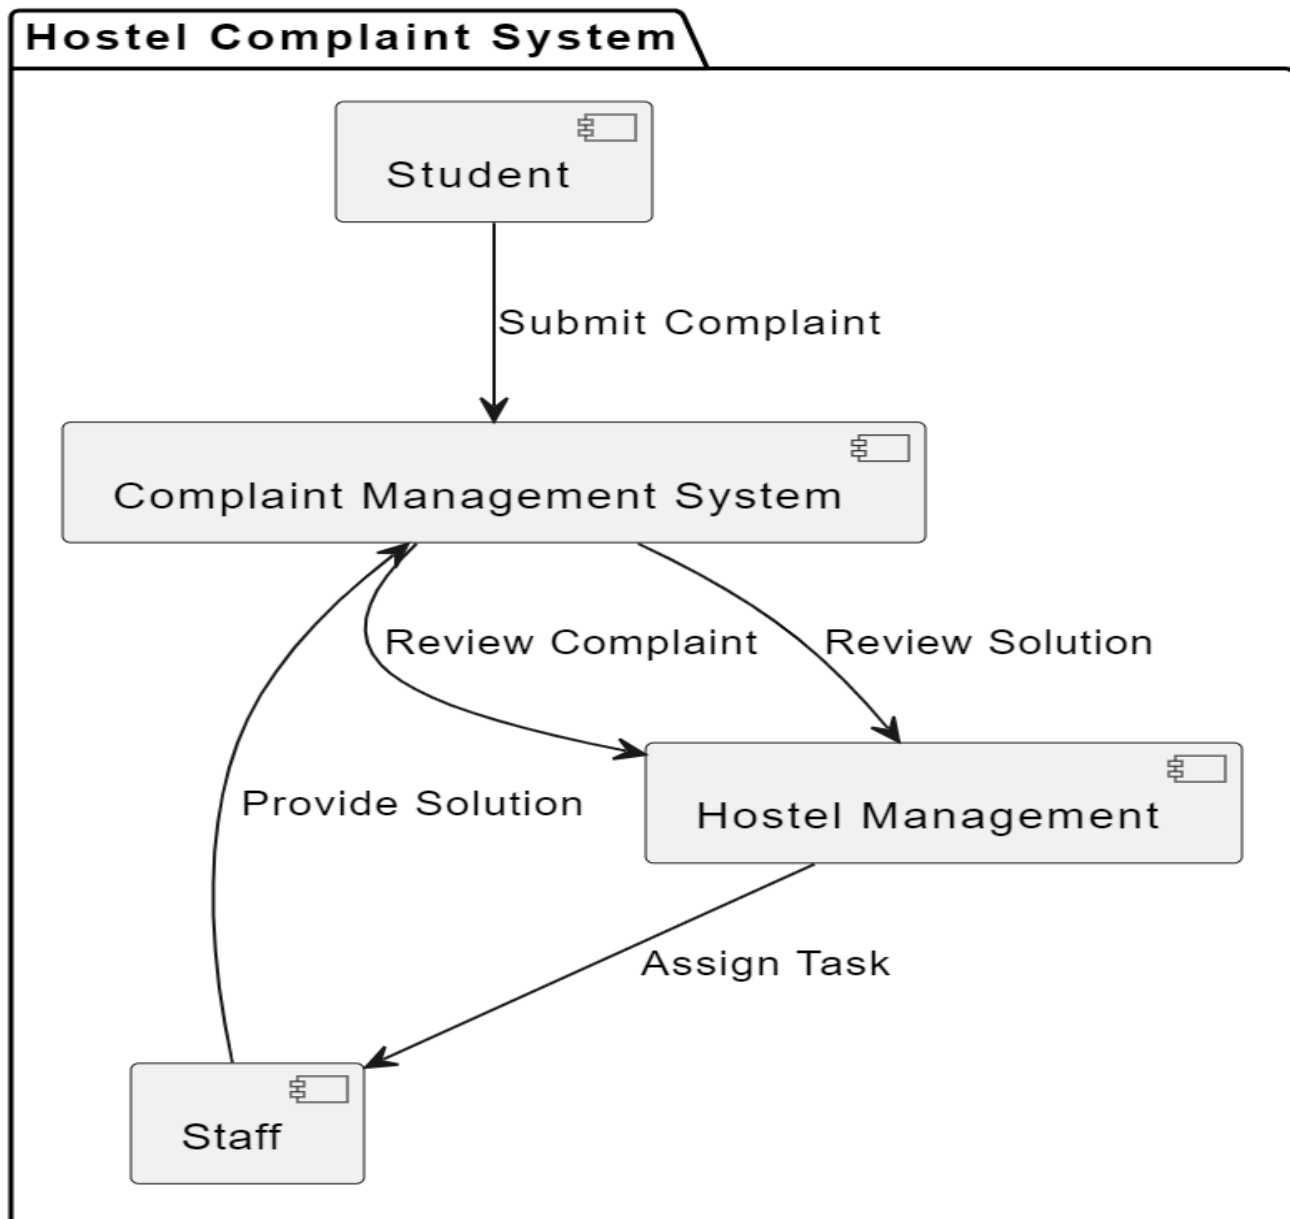 Hostel Complaint System
Student
Submit Complaint
Complaint Management System
Review Complaint
Review Solution
Provide Solution
Hostel Management
Assign Task
Staff